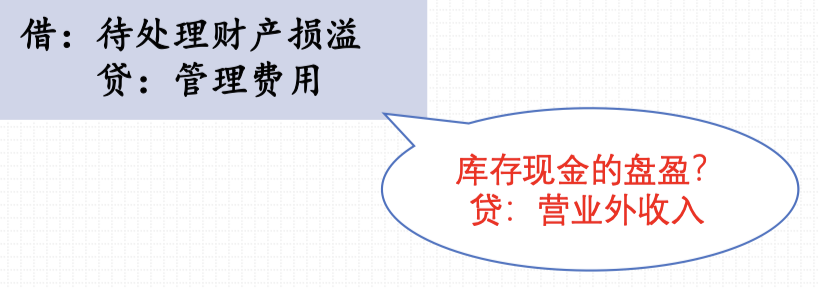 借：待处理财产损溢
贷：管理费用
库存现金的盘盈？
贷：营业外收入